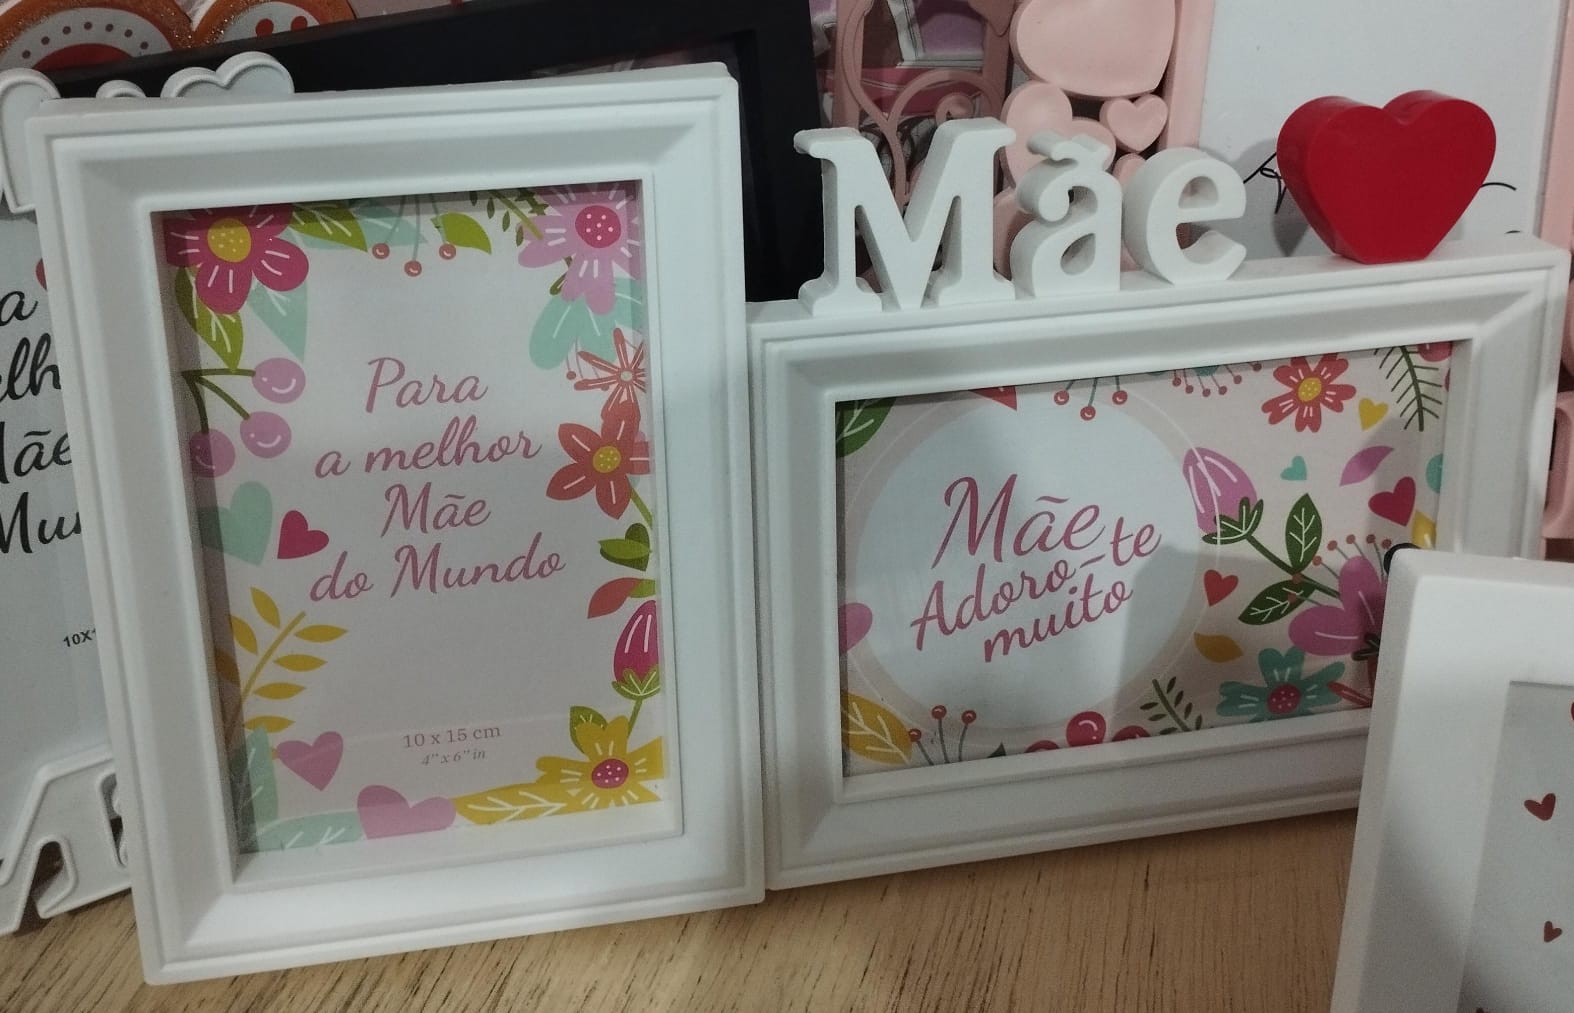 Mãe
Para
a melhor
Mãe
do Mundo
10 x 15 cm
4" x 6" in
Mãe
Adoro-te
muito